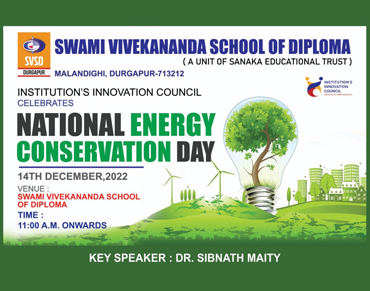 SVSD
DURGAPUR
SWAMI VIVEKANANDA SCHOOL OF DIPLOMA
( A UNIT OF SANAKA EDUCATIONAL TRUST )
MALANDIGHI, DURGAPUR-713212
INSTITUTION'S INNOVATION COUNCIL
CELEBRATES
INSTITUTION'S
INNOVATION
COUNCIL
NATIONAL ENERGY
CONSERVATION DAY
14TH DECEMBER,2022
VENUE :
SWAMI VIVEKANANDA SCHOOL
OF DIPLOMA
TIME :
11:00 A.M. ONWARDS
KEY SPEAKER : DR. SIBNATH MAITY